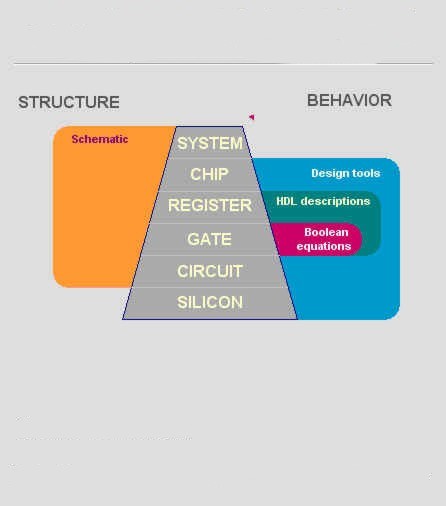 STRUCTURE
BEHAVIOR
Schematic
SYSTEM
CHIP
Design tools
REGISTER
HDL descriptions
GATE
Boolean
equations
CIRCUIT
SILICON